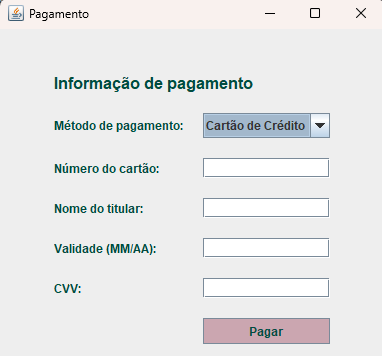 Pagamento
Informação de pagamento
Método de pagamento: Cartão de Crédito
Número do cartão:
Nome do titular:
Validade (MM/AA):
CVV:
Pagar